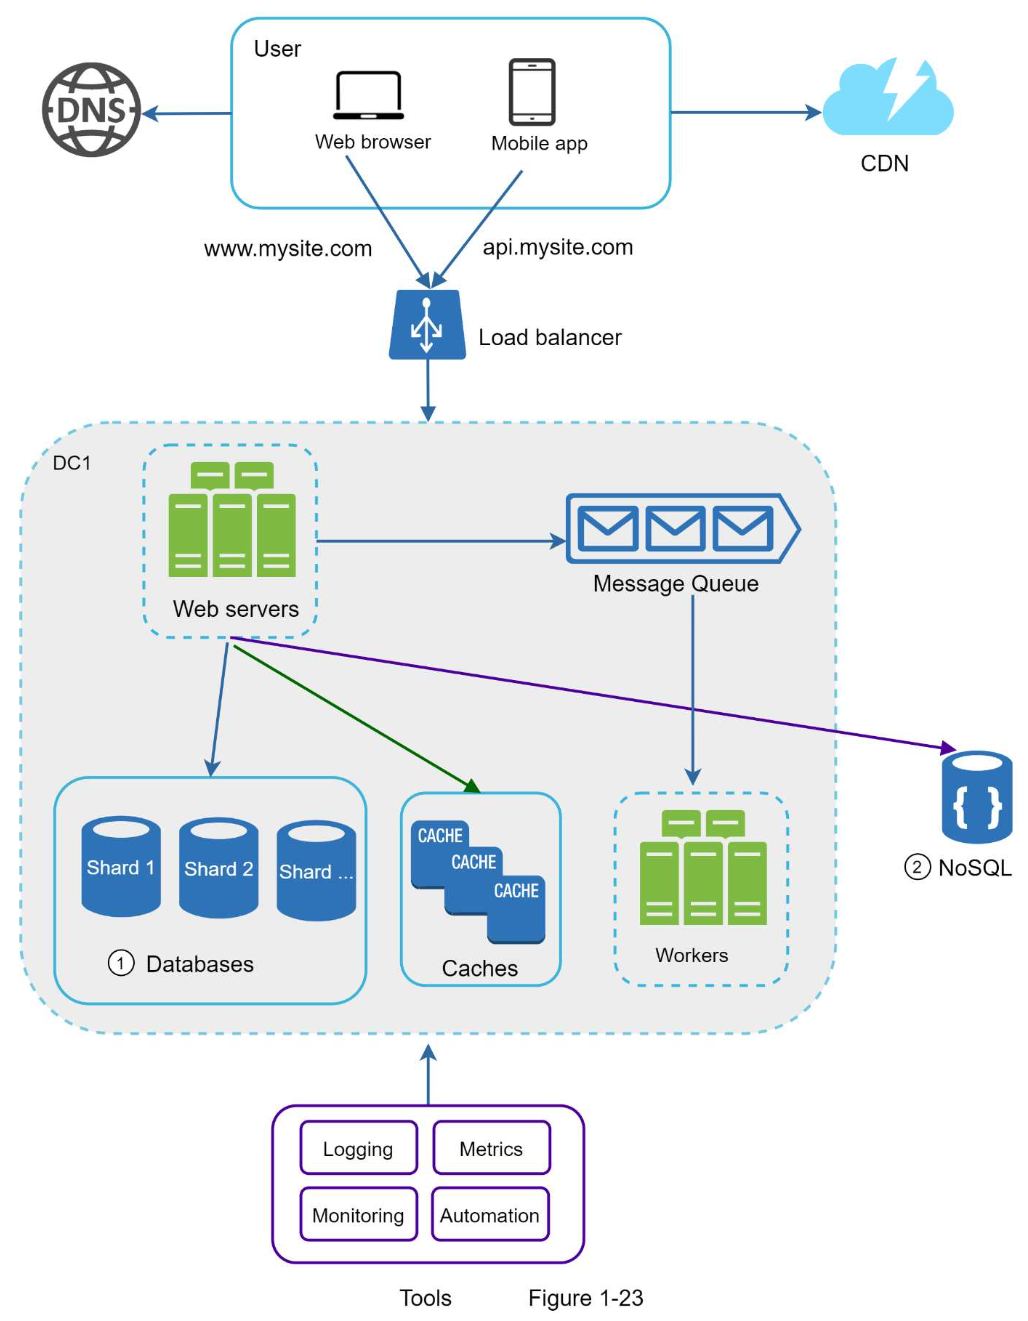 User
DNS
Web browser
Mobile app
CDN
www.mysite.com
api.mysite.com
Load balancer
DC1
Web servers
Message Queue
Shard 1
Shard 2
Shard ...
1 Databases
CACHE
CACHE
CACHE
Caches
Workers
2 NoSQL
Logging
Metrics
Monitoring
Automation
Tools
Figure 1-23